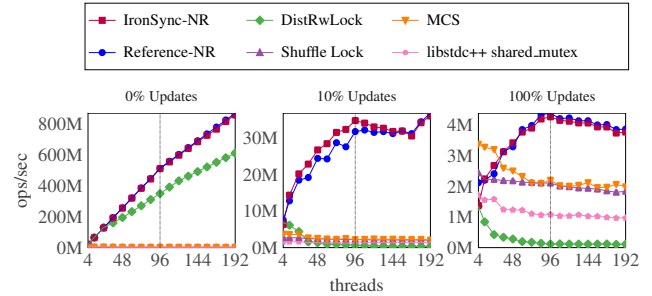 IronSync-NR DistRwLock MCS
Reference-NR Shuffle Lock libstdc++ shared_mutex
0% Updates 10% Updates 100% Updates
ops/sec
800M
600M
400M
200M
0M
4 48 96 144 192
30M
20M
10M
0M
4 48 96 144 192
4M
3M
2M
1M
0M
4 48 96 144 192
threads